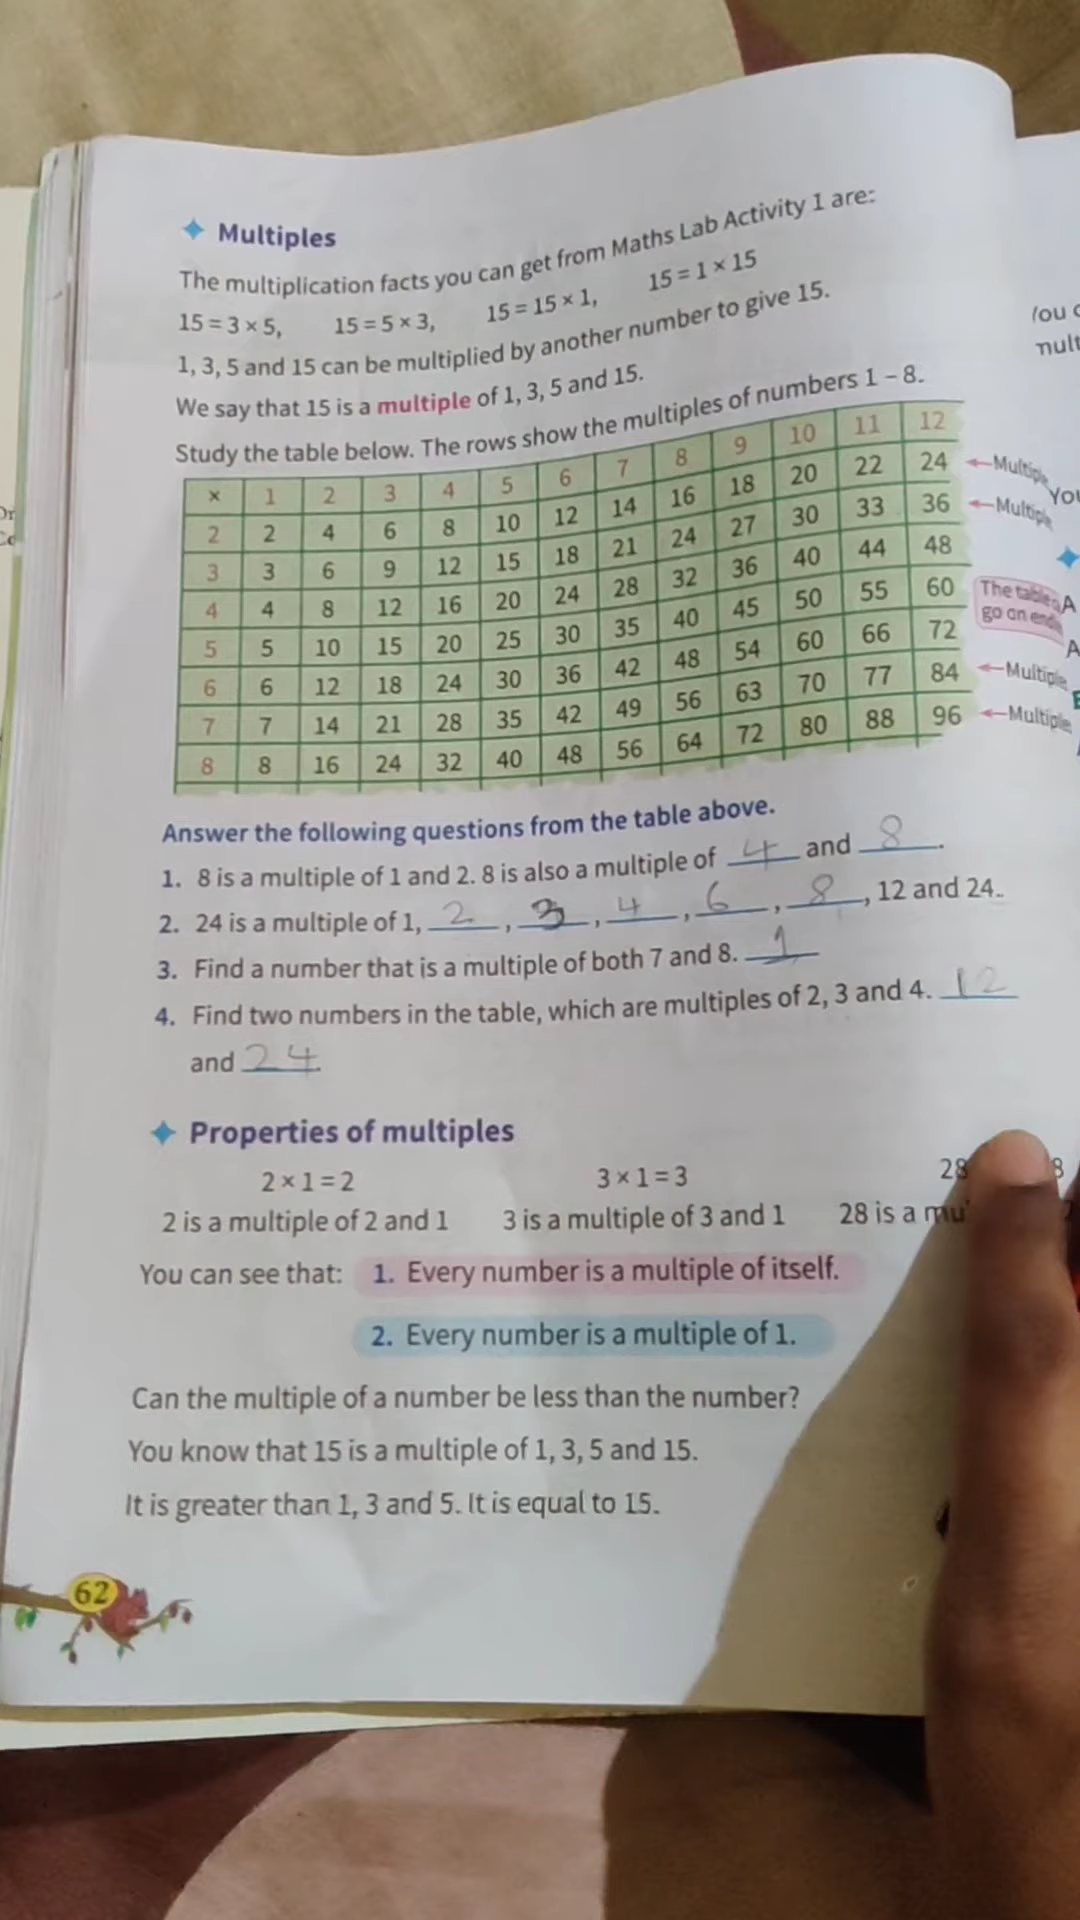 Multiples
The multiplication facts you can get from Maths Lab Activity 1 are:
15 = 3 × 5, 15 = 5 × 3, 15 = 15 × 1, 15 = 1 × 15
1, 3, 5 and 15 can be multiplied by another number to give 15.
We say that 15 is a multiple of 1, 3, 5 and 15.
Study the table below. The rows show the multiples of numbers 1 – 8.
× 1 2 3 4 5 6 7 8 9 10 11 12
2 2 4 6 8 10 12 14 16 18 20 22 24
3 3 6 9 12 15 18 21 24 27 30 33 36
4 4 8 12 16 20 24 28 32 36 40 44 48
5 5 10 15 20 25 30 35 40 45 50 55 60
6 6 12 18 24 30 36 42 48 54 60 66 72
7 7 14 21 28 35 42 49 56 63 70 77 84
8 8 16 24 32 40 48 56 64 72 80 88 96
Multiple
Multiple
The table
go on
Multiple
Multiple
Answer the following questions from the table above.
1. 8 is a multiple of 1 and 2. 8 is also a multiple of 4 and 8.
2. 24 is a multiple of 1, 2, 3, 4, 6, 8, 12 and 24.
3. Find a number that is a multiple of both 7 and 8. 1
4. Find two numbers in the table, which are multiples of 2, 3 and 4. 12
and 24.
Properties of multiples
2 × 1 = 2 3 × 1 = 3 28 8
2 is a multiple of 2 and 1 3 is a multiple of 3 and 1 28 is a mu
You can see that: 1. Every number is a multiple of itself.
2. Every number is a multiple of 1.
Can the multiple of a number be less than the number?
You know that 15 is a multiple of 1, 3, 5 and 15.
It is greater than 1, 3 and 5. It is equal to 15.
62